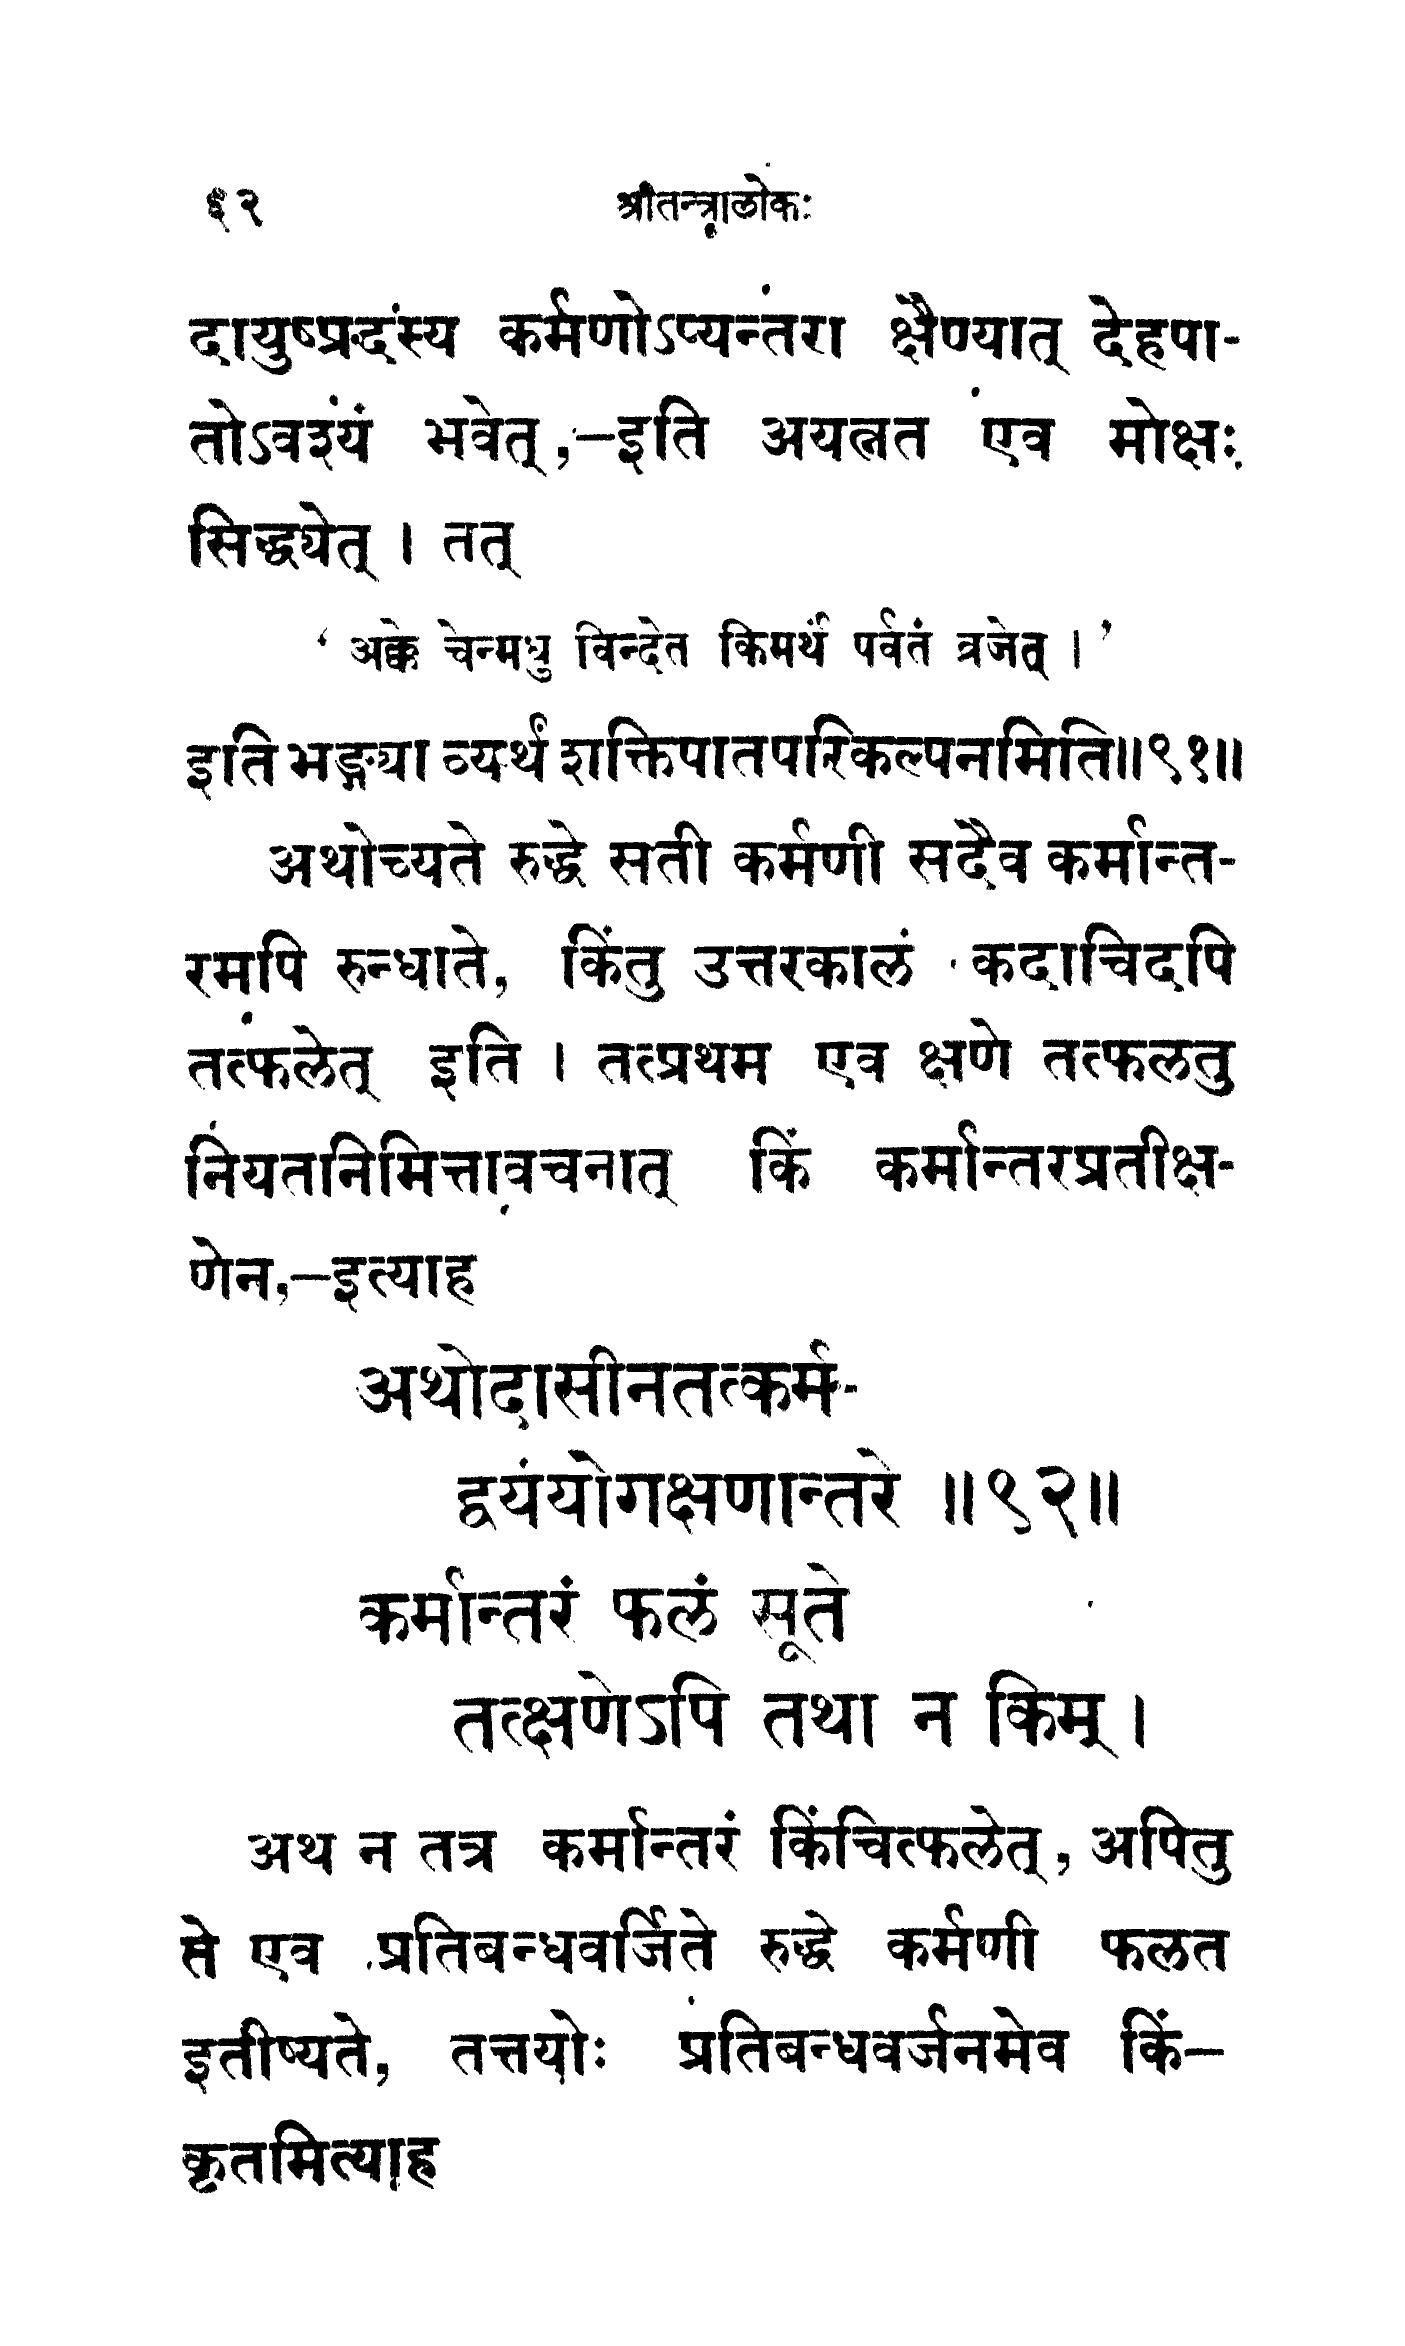 ६२ श्रीतन्त्रालोकः
दायुष्प्रदस्य कर्मणोऽप्यन्तरा क्षैण्यात् देहपा-
तोऽवश्यं भवेत्,—इति अयत्नत एव मोक्षः
सिद्ध्येत् । तत्
‘ अक्के चेन्मधु विन्देत किमर्थं पर्वतं व्रजेत् । ’
इति भङ्ग्या व्यर्थं शक्तिपातपरिकल्पनमिति॥९१॥
अथोच्यते रुद्धे सती कर्मणी सदैव कर्मान्त-
रमपि रुन्धाते, किंतु उत्तरकालं कदाचिदपि
तत्फलेत् इति । तत्प्रथम एव क्षणे तत्फलतु
नियतनिमित्तावचनात् किं कर्मान्तरप्रतीक्ष-
णेन,—इत्याह
अथोदासीनतत्कर्म-
द्वययोगक्षणान्तरे ॥९२॥
कर्मान्तरं फलं सूते
तत्क्षणेऽपि तथा न किम् ।
अथ न तत्र कर्मान्तरं किंचित्फलेत्, अपितु
ते एव प्रतिबन्धवर्जिते रुद्धे कर्मणी फलत
इतीष्यते, तत्तयोः प्रतिबन्धवर्जनमेव किं—
कृतमित्याह